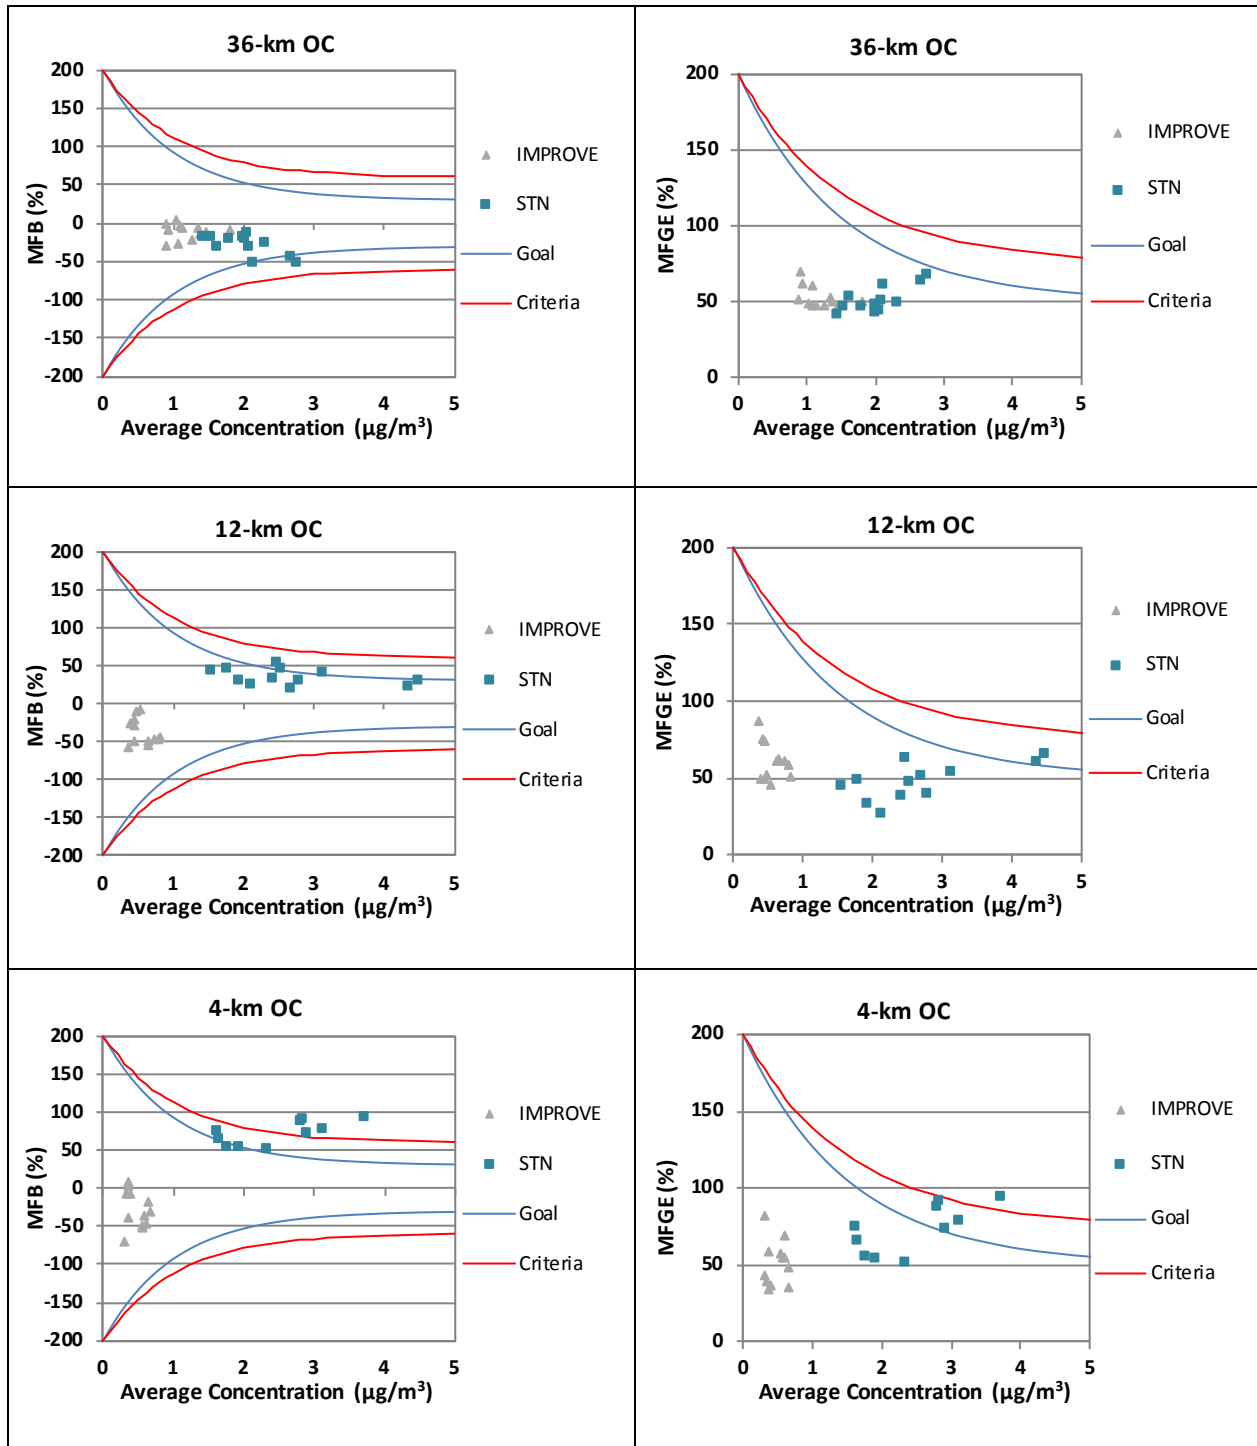 36-km OC
200
150
100
50
0
-50
-100
-150
-200
MFB (%)
0 1 2 3 4 5
Average Concentration (µg/m³)
IMPROVE
STN
Goal
Criteria
36-km OC
200
150
100
50
0
MFGE (%)
0 1 2 3 4 5
Average Concentration (µg/m³)
IMPROVE
STN
Goal
Criteria
12-km OC
200
150
100
50
0
-50
-100
-150
-200
MFB (%)
0 1 2 3 4 5
Average Concentration (µg/m³)
IMPROVE
STN
Goal
Criteria
12-km OC
200
150
100
50
0
MFGE (%)
0 1 2 3 4 5
Average Concentration (µg/m³)
IMPROVE
STN
Goal
Criteria
4-km OC
200
150
100
50
0
-50
-100
-150
-200
MFB (%)
0 1 2 3 4 5
Average Concentration (µg/m³)
IMPROVE
STN
Goal
Criteria
4-km OC
200
150
100
50
0
MFGE (%)
0 1 2 3 4 5
Average Concentration (µg/m³)
IMPROVE
STN
Goal
Criteria